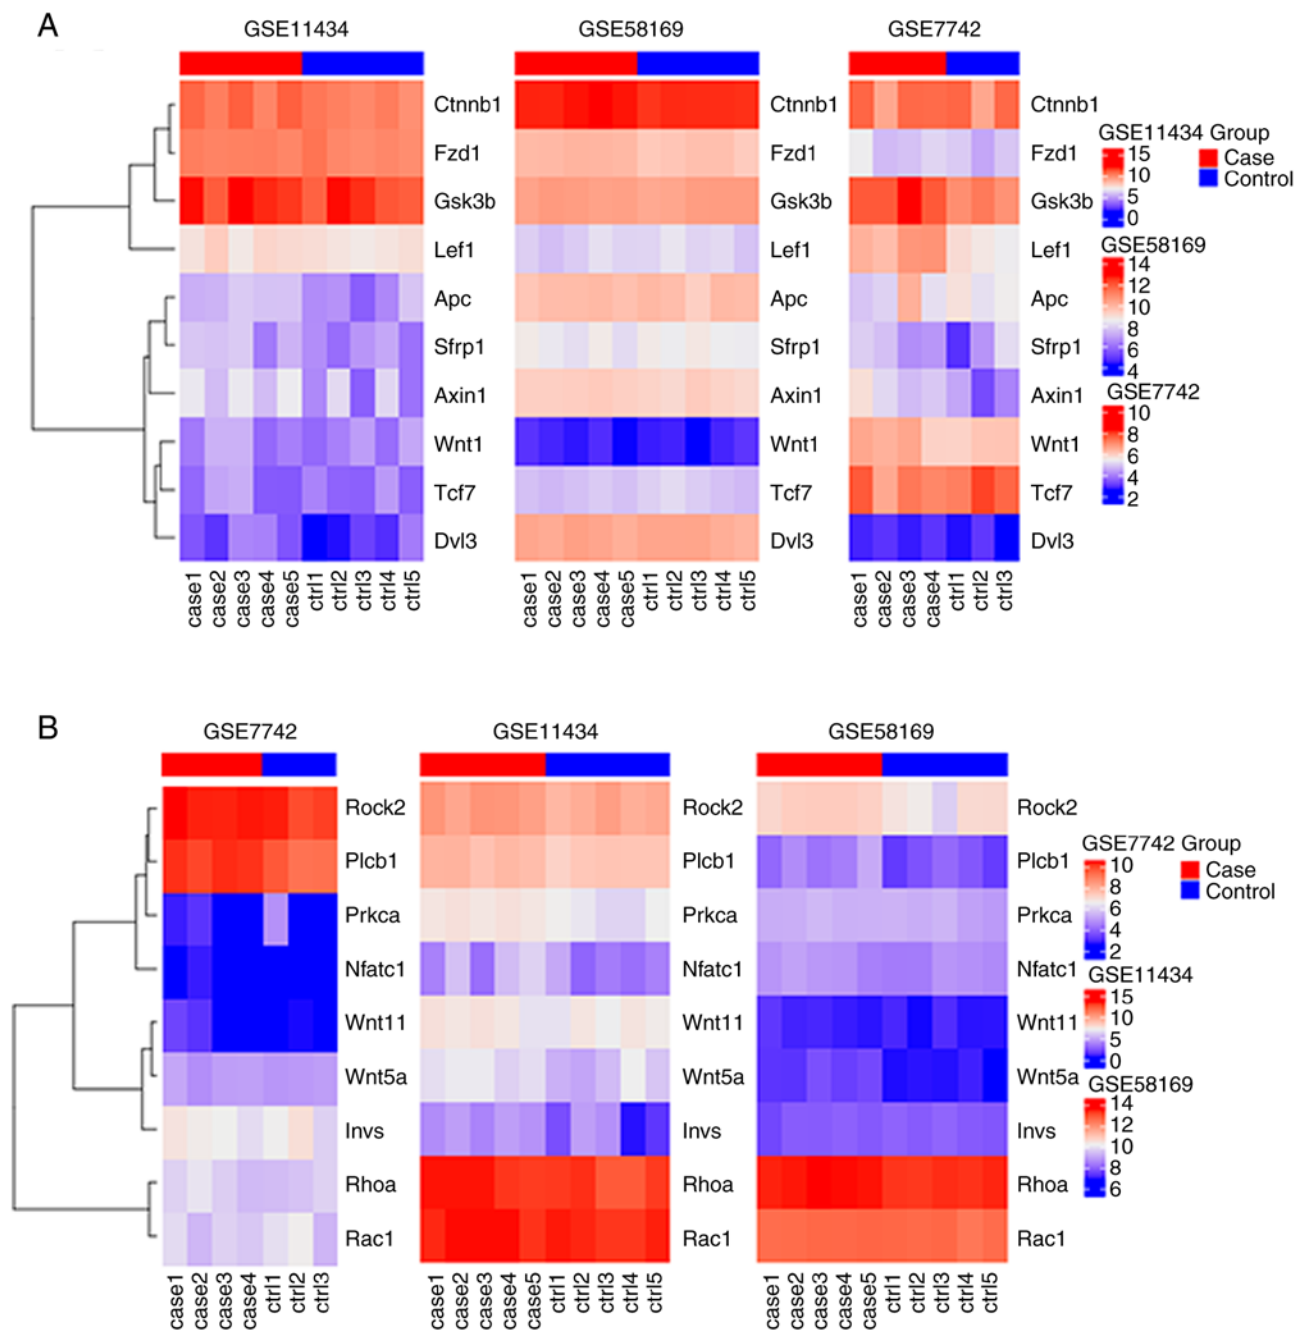 A
GSE11434 GSE58169 GSE7742
Ctnnb1 Ctnnb1 Ctnnb1
Fzd1 Fzd1 Fzd1
Gsk3b Gsk3b Gsk3b
Lef1 Lef1 Lef1
Apc Apc Apc
Sfrp1 Sfrp1 Sfrp1
Axin1 Axin1 Axin1
Wnt1 Wnt1 Wnt1
Tcf7 Tcf7 Tcf7
Dvl3 Dvl3 Dvl3
case1 case2 case3 case4 case5 ctrl1 ctrl2 ctrl3 ctrl4 ctrl5 case1 case2 case3 case4 case5 ctrl1 ctrl2 ctrl3 ctrl4 ctrl5 case1 case2 case3 case4 ctrl1 ctrl2 ctrl3
GSE11434 Group
15 Case
10 Control
5
0
GSE58169
14
12
10
8
6
4
GSE7742
10
8
6
4
2
B
GSE7742 GSE11434 GSE58169
Rock2 Rock2 Rock2
Plcb1 Plcb1 Plcb1
Prkca Prkca Prkca
Nfatc1 Nfatc1 Nfatc1
Wnt11 Wnt11 Wnt11
Wnt5a Wnt5a Wnt5a
Invs Invs Invs
Rhoa Rhoa Rhoa
Rac1 Rac1 Rac1
case1 case2 case3 case4 ctrl1 ctrl2 ctrl3 case1 case2 case3 case4 case5 ctrl1 ctrl2 ctrl3 ctrl4 ctrl5 case1 case2 case3 case4 case5 ctrl1 ctrl2 ctrl3 ctrl4 ctrl5
GSE7742 Group
10 Case
8 Control
6
4
2
GSE11434
15
10
5
0
GSE58169
14
12
10
8
6